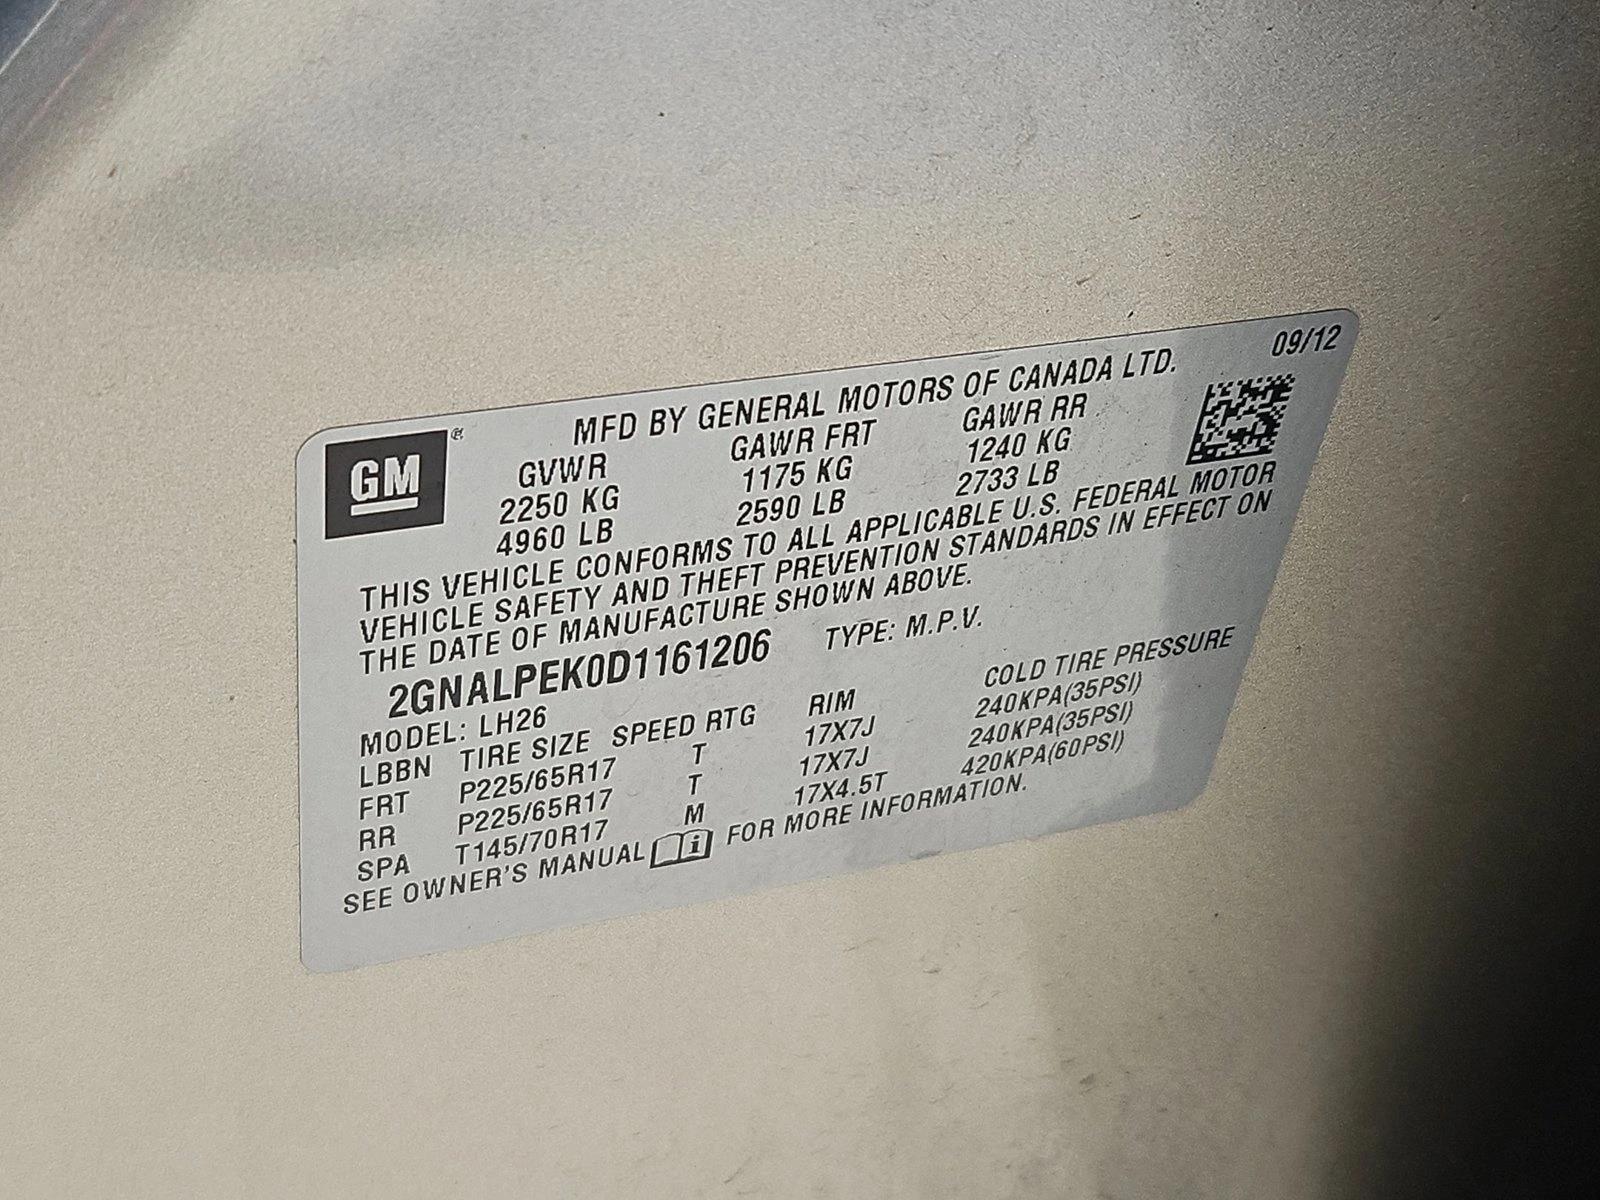 09/12
MFD BY GENERAL MOTORS OF CANADA LTD.
GM
GVWR GAWR FRT GAWR RR
2250 KG 1175 KG 1240 KG
4960 LB 2590 LB 2733 LB
THIS VEHICLE CONFORMS TO ALL APPLICABLE U.S. FEDERAL MOTOR
VEHICLE SAFETY AND THEFT PREVENTION STANDARDS IN EFFECT ON
THE DATE OF MANUFACTURE SHOWN ABOVE.
2GNALPEK0D1161206 TYPE: M.P.V.
MODEL: LH26
LBBN TIRE SIZE SPEED RTG RIM COLD TIRE PRESSURE
FRT P225/65R17 T 17X7J 240KPA(35PSI)
RR P225/65R17 T 17X7J 240KPA(35PSI)
SPA T145/70R17 M 17X4.5T 420KPA(60PSI)
SEE OWNER'S MANUAL FOR MORE INFORMATION.